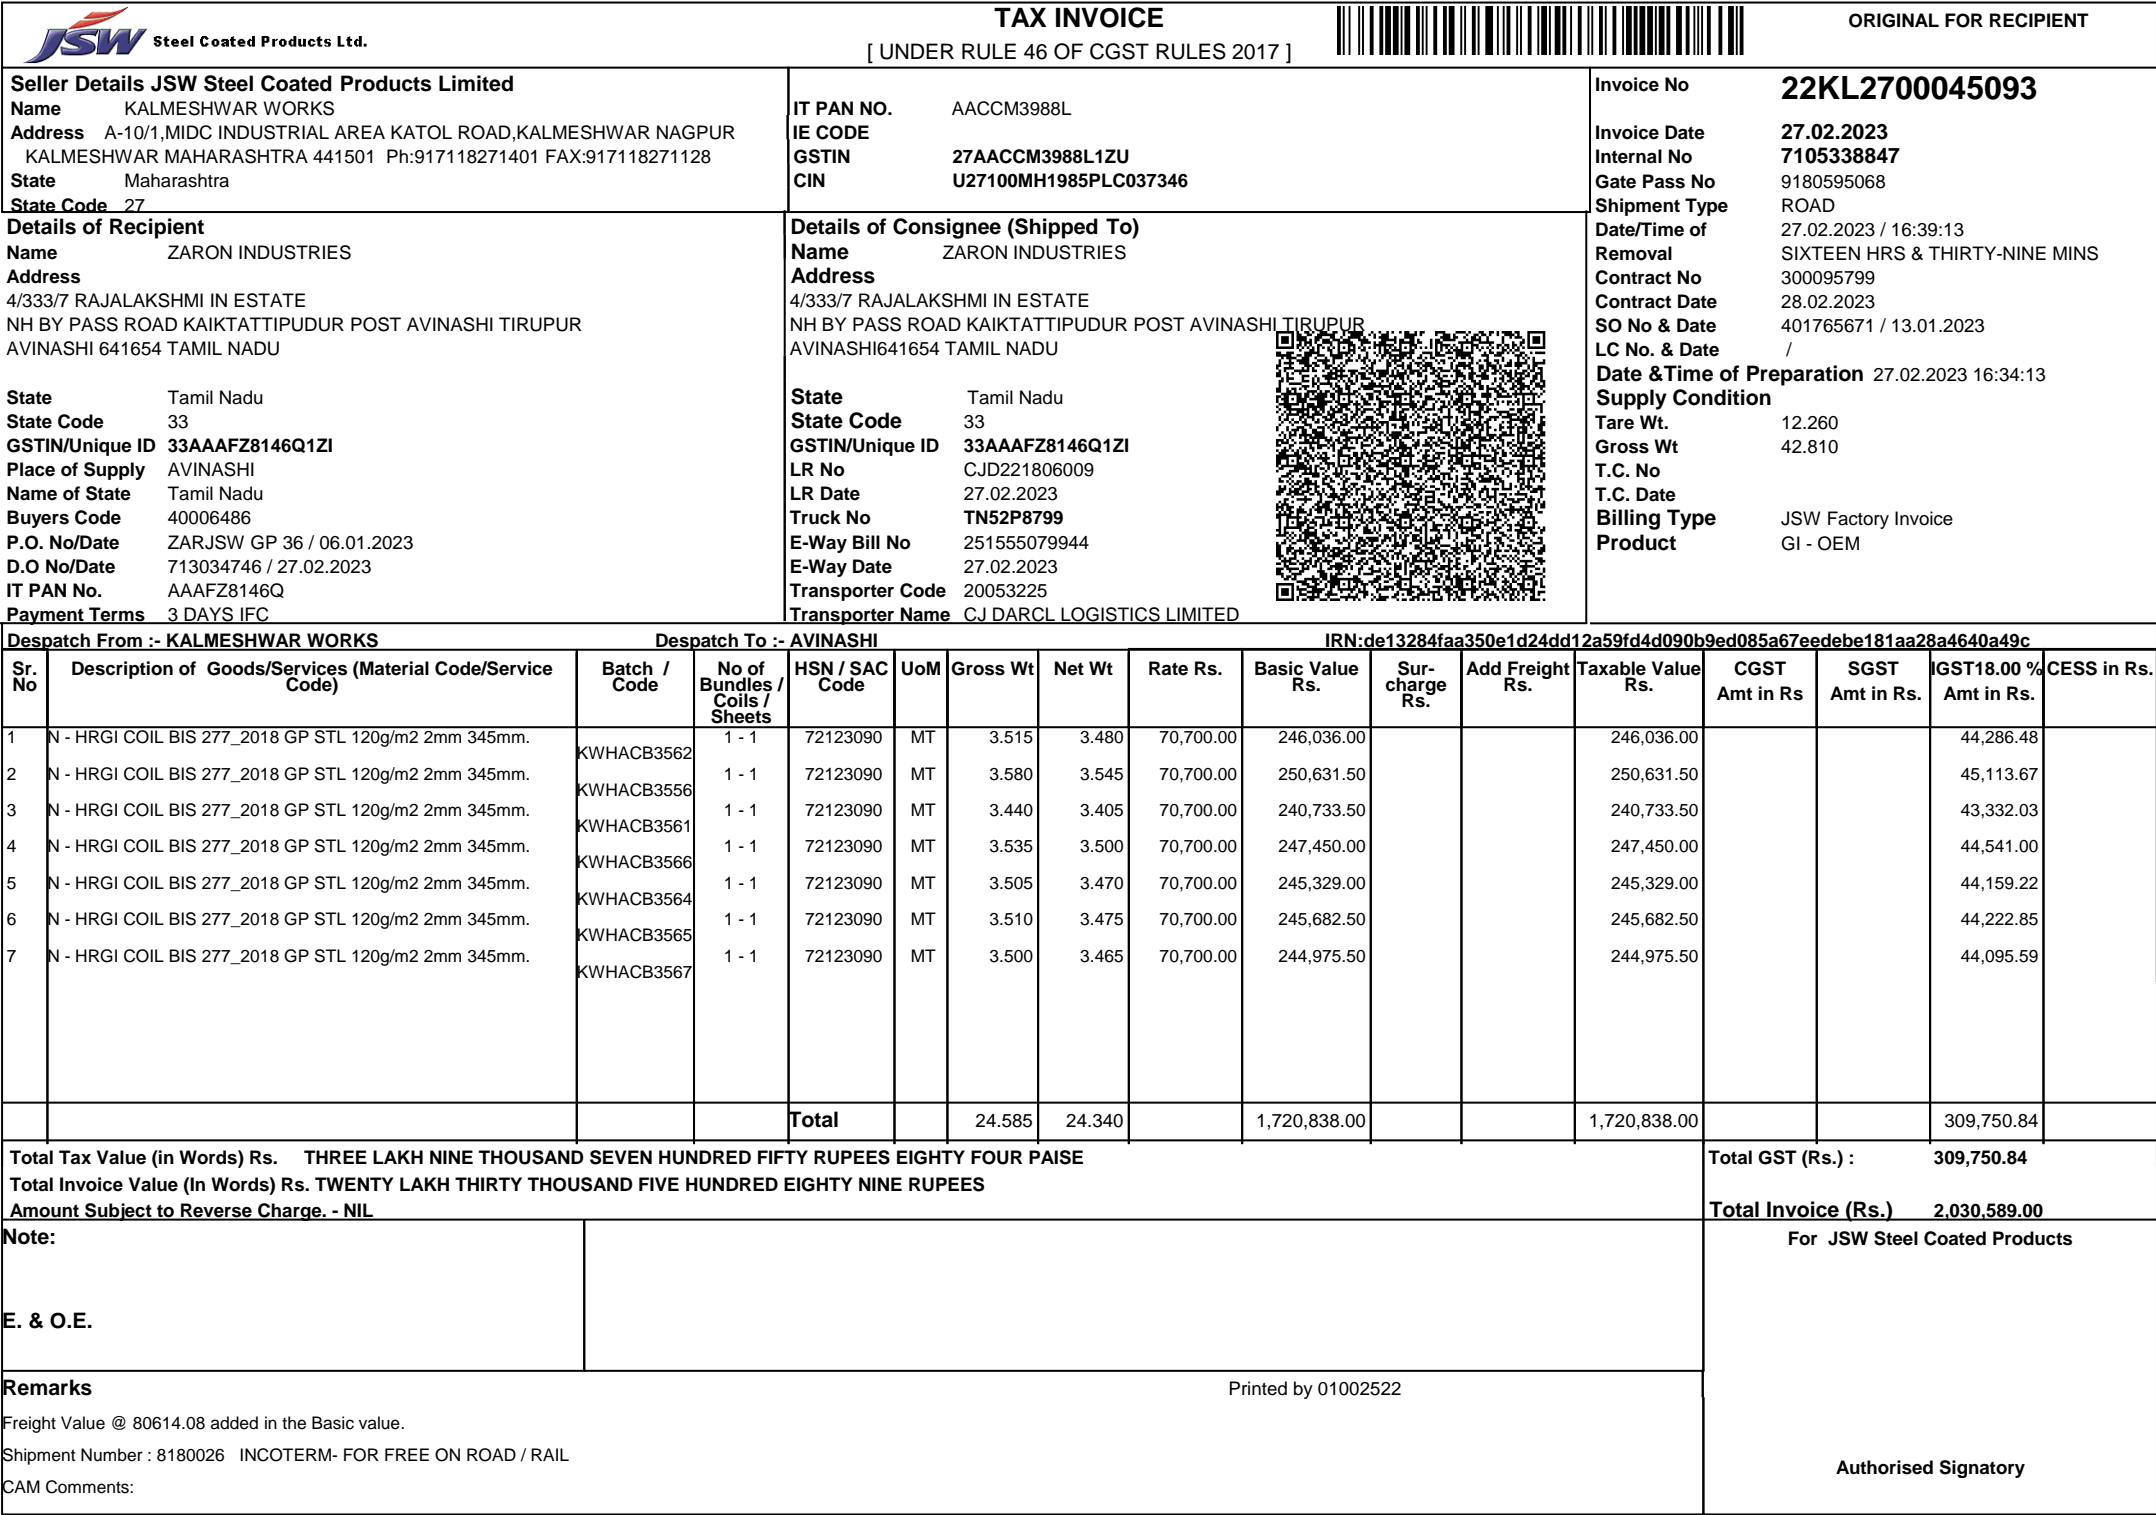 JSW Steel Coated Products Ltd.
TAX INVOICE
[ UNDER RULE 46 OF CGST RULES 2017 ]
ORIGINAL FOR RECIPIENT
Seller Details JSW Steel Coated Products Limited
Name KALMESHWAR WORKS
Address A-10/1,MIDC INDUSTRIAL AREA KATOL ROAD,KALMESHWAR NAGPUR
KALMESHWAR MAHARASHTRA 441501 Ph:917118271401 FAX:917118271128
State Maharashtra
State Code 27
IT PAN NO. AACCM3988L
IE CODE
GSTIN 27AACCM3988L1ZU
CIN U27100MH1985PLC037346
Invoice No 22KL2700045093
Invoice Date 27.02.2023
Internal No 7105338847
Gate Pass No 9180595068
Shipment Type ROAD
Date/Time of 27.02.2023 / 16:39:13
Removal SIXTEEN HRS & THIRTY-NINE MINS
Contract No 300095799
Contract Date 28.02.2023
SO No & Date 401765671 / 13.01.2023
LC No. & Date /
Date &Time of Preparation 27.02.2023 16:34:13
Supply Condition
Tare Wt. 12.260
Gross Wt 42.810
T.C. No
T.C. Date
Billing Type JSW Factory Invoice
Product GI - OEM
Details of Recipient
Name ZARON INDUSTRIES
Address
4/333/7 RAJALAKSHMI IN ESTATE
NH BY PASS ROAD KAIKTATTIPUDUR POST AVINASHI TIRUPUR
AVINASHI 641654 TAMIL NADU
State Tamil Nadu
State Code 33
GSTIN/Unique ID 33AAAFZ8146Q1ZI
Place of Supply AVINASHI
Name of State Tamil Nadu
Buyers Code 40006486
P.O. No/Date ZARJSW GP 36 / 06.01.2023
D.O No/Date 713034746 / 27.02.2023
IT PAN No. AAAFZ8146Q
Payment Terms 3 DAYS IFC
Details of Consignee (Shipped To)
Name ZARON INDUSTRIES
Address
4/333/7 RAJALAKSHMI IN ESTATE
NH BY PASS ROAD KAIKTATTIPUDUR POST AVINASHI TIRUPUR
AVINASHI641654 TAMIL NADU
State Tamil Nadu
State Code 33
GSTIN/Unique ID 33AAAFZ8146Q1ZI
LR No CJD221806009
LR Date 27.02.2023
Truck No TN52P8799
E-Way Bill No 251555079944
E-Way Date 27.02.2023
Transporter Code 20053225
Transporter Name CJ DARCL LOGISTICS LIMITED
Despatch From :- KALMESHWAR WORKS Despatch To :- AVINASHI IRN:de13284faa350e1d24dd12a59fd4d090b9ed085a67eedebe181aa28a4640a49c
Sr. No Description of Goods/Services (Material Code/Service Code) Batch / Code No of Bundles / Coils / Sheets HSN / SAC Code UoM Gross Wt Net Wt Rate Rs. Basic Value Rs. Sur-charge Rs. Add Freight Rs. Taxable Value Rs. CGST Amt in Rs SGST Amt in Rs. IGST18.00 % Amt in Rs. CESS in Rs.
1 N - HRGI COIL BIS 277_2018 GP STL 120g/m2 2mm 345mm. KWHACB3562 1 - 1 72123090 MT 3.515 3.480 70,700.00 246,036.00 246,036.00 44,286.48
2 N - HRGI COIL BIS 277_2018 GP STL 120g/m2 2mm 345mm. KWHACB3556 1 - 1 72123090 MT 3.580 3.545 70,700.00 250,631.50 250,631.50 45,113.67
3 N - HRGI COIL BIS 277_2018 GP STL 120g/m2 2mm 345mm. KWHACB3561 1 - 1 72123090 MT 3.440 3.405 70,700.00 240,733.50 240,733.50 43,332.03
4 N - HRGI COIL BIS 277_2018 GP STL 120g/m2 2mm 345mm. KWHACB3566 1 - 1 72123090 MT 3.535 3.500 70,700.00 247,450.00 247,450.00 44,541.00
5 N - HRGI COIL BIS 277_2018 GP STL 120g/m2 2mm 345mm. KWHACB3564 1 - 1 72123090 MT 3.505 3.470 70,700.00 245,329.00 245,329.00 44,159.22
6 N - HRGI COIL BIS 277_2018 GP STL 120g/m2 2mm 345mm. KWHACB3565 1 - 1 72123090 MT 3.510 3.475 70,700.00 245,682.50 245,682.50 44,222.85
7 N - HRGI COIL BIS 277_2018 GP STL 120g/m2 2mm 345mm. KWHACB3567 1 - 1 72123090 MT 3.500 3.465 70,700.00 244,975.50 244,975.50 44,095.59
Total 24.585 24.340 1,720,838.00 1,720,838.00 309,750.84
Total Tax Value (in Words) Rs. THREE LAKH NINE THOUSAND SEVEN HUNDRED FIFTY RUPEES EIGHTY FOUR PAISE
Total GST (Rs.) : 309,750.84
Total Invoice Value (In Words) Rs. TWENTY LAKH THIRTY THOUSAND FIVE HUNDRED EIGHTY NINE RUPEES
Amount Subject to Reverse Charge. - NIL
Total Invoice (Rs.) 2,030,589.00
Note:
For JSW Steel Coated Products
E. & O.E.
Remarks
Printed by 01002522
Freight Value @ 80614.08 added in the Basic value.
Shipment Number : 8180026 INCOTERM- FOR FREE ON ROAD / RAIL
Authorised Signatory
CAM Comments: